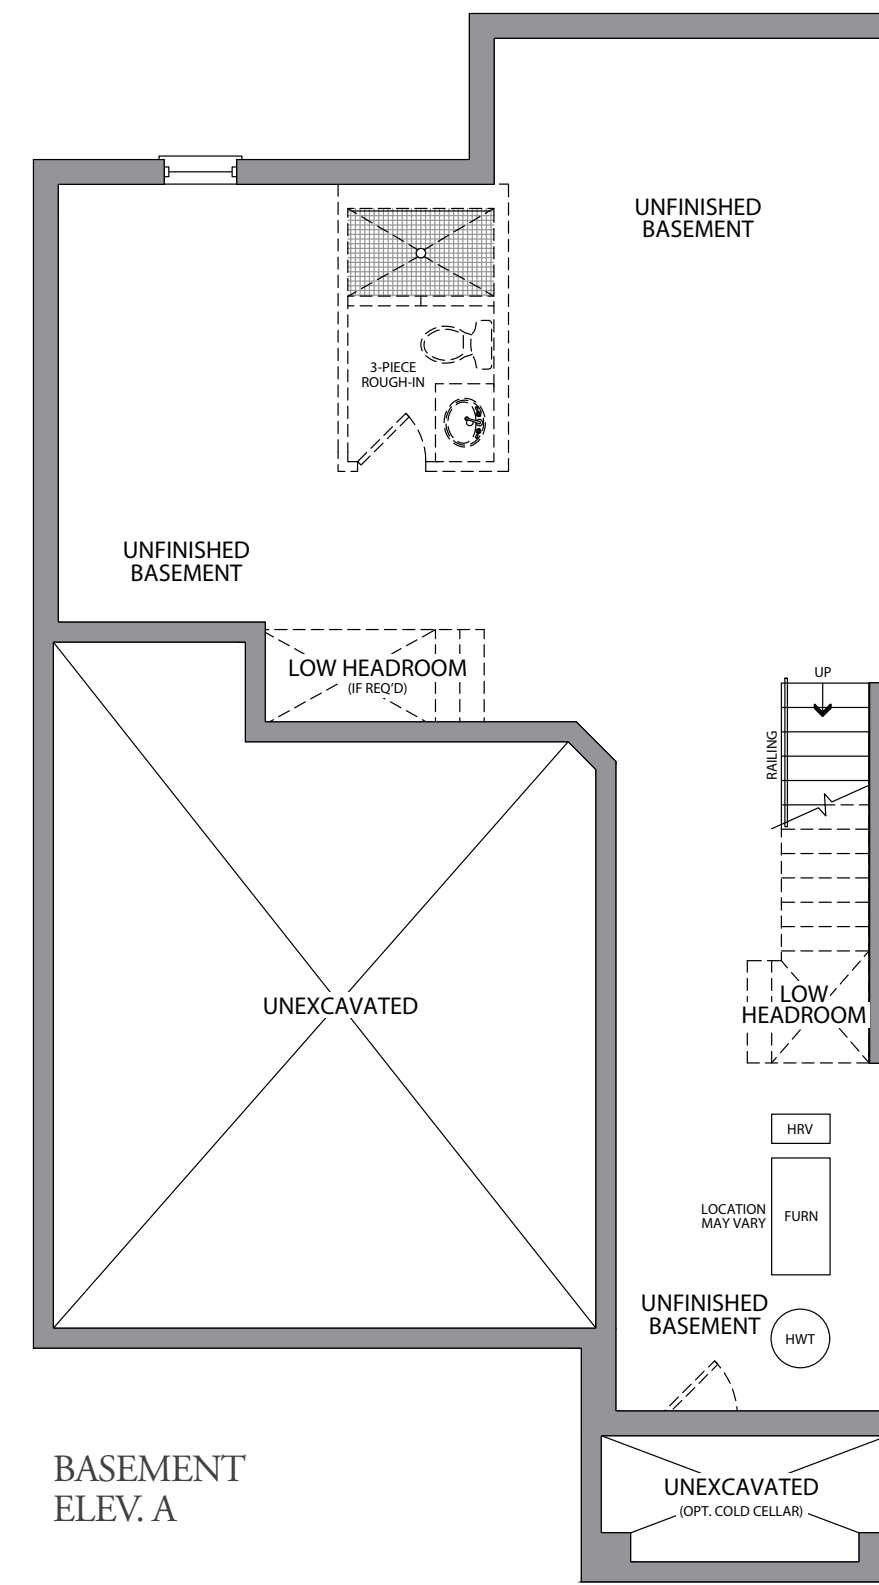 UNFINISHED
BASEMENT
3-PIECE
ROUGH-IN
UNFINISHED
BASEMENT
LOW HEADROOM
(IF REQ'D)
UP
RAILING
UNEXCAVATED
LOW
HEADROOM
HRV
LOCATION
MAY VARY
FURN
UNFINISHED
BASEMENT
HWT
BASEMENT
ELEV. A
UNEXCAVATED
(OPT. COLD CELLAR)